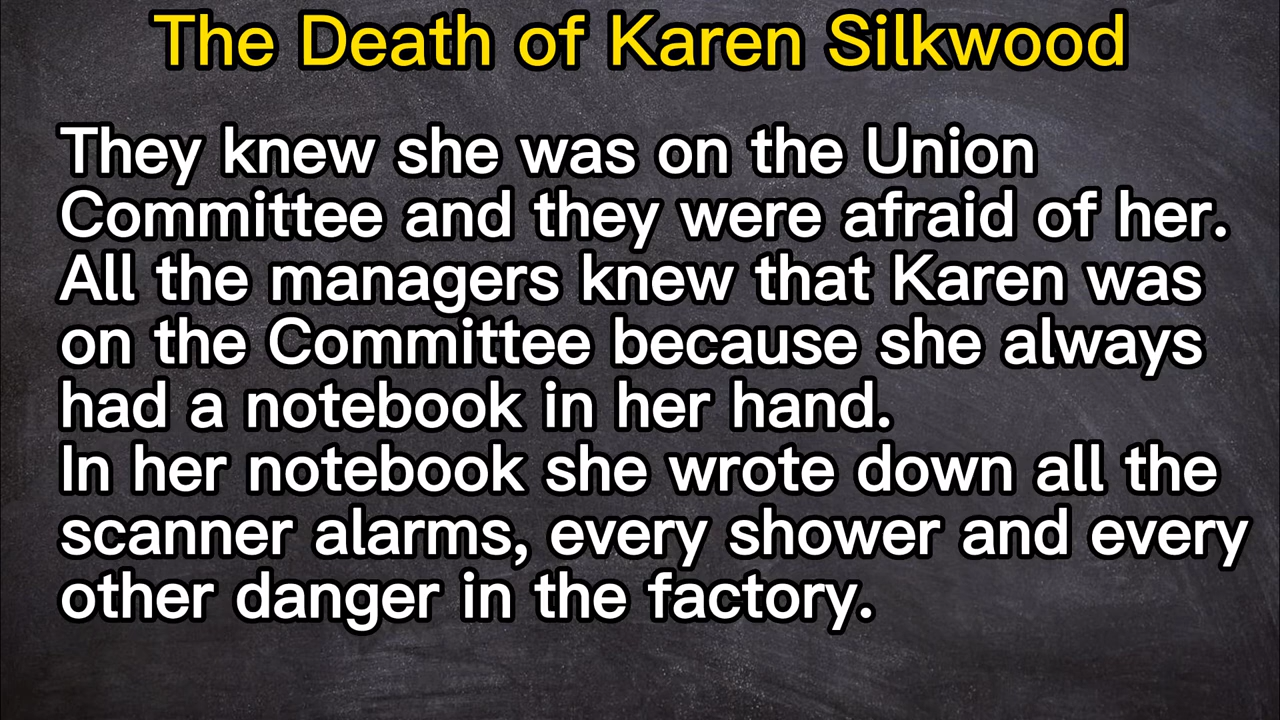 The Death of Karen Silkwood
They knew she was on the Union
Committee and they were afraid of her.
All the managers knew that Karen was
on the Committee because she always
had a notebook in her hand.
In her notebook she wrote down all the
scanner alarms, every shower and every
other danger in the factory.